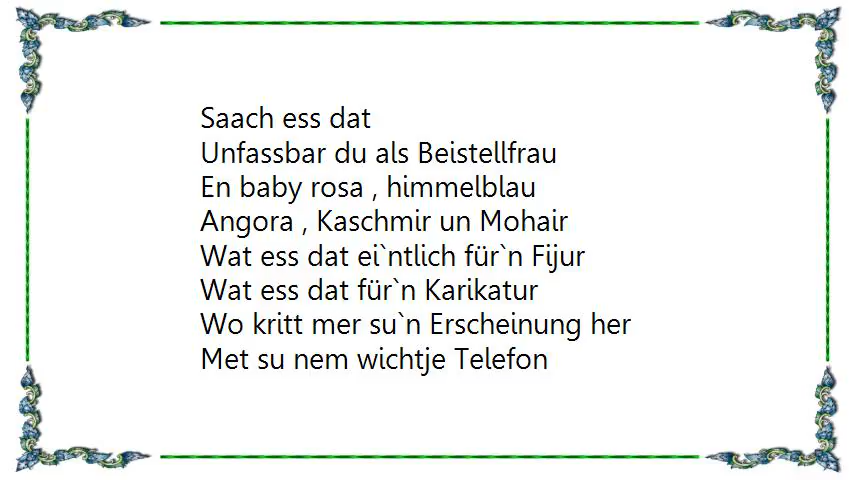 Saach ess dat
Unfassbar du als Beistellfrau
En baby rosa , himmelblau
Angora , Kaschmir un Mohair
Wat ess dat ei`ntlich für`n Fijur
Wat ess dat für`n Karikatur
Wo kritt mer su`n Erscheinung her
Met su nem wichtje Telefon